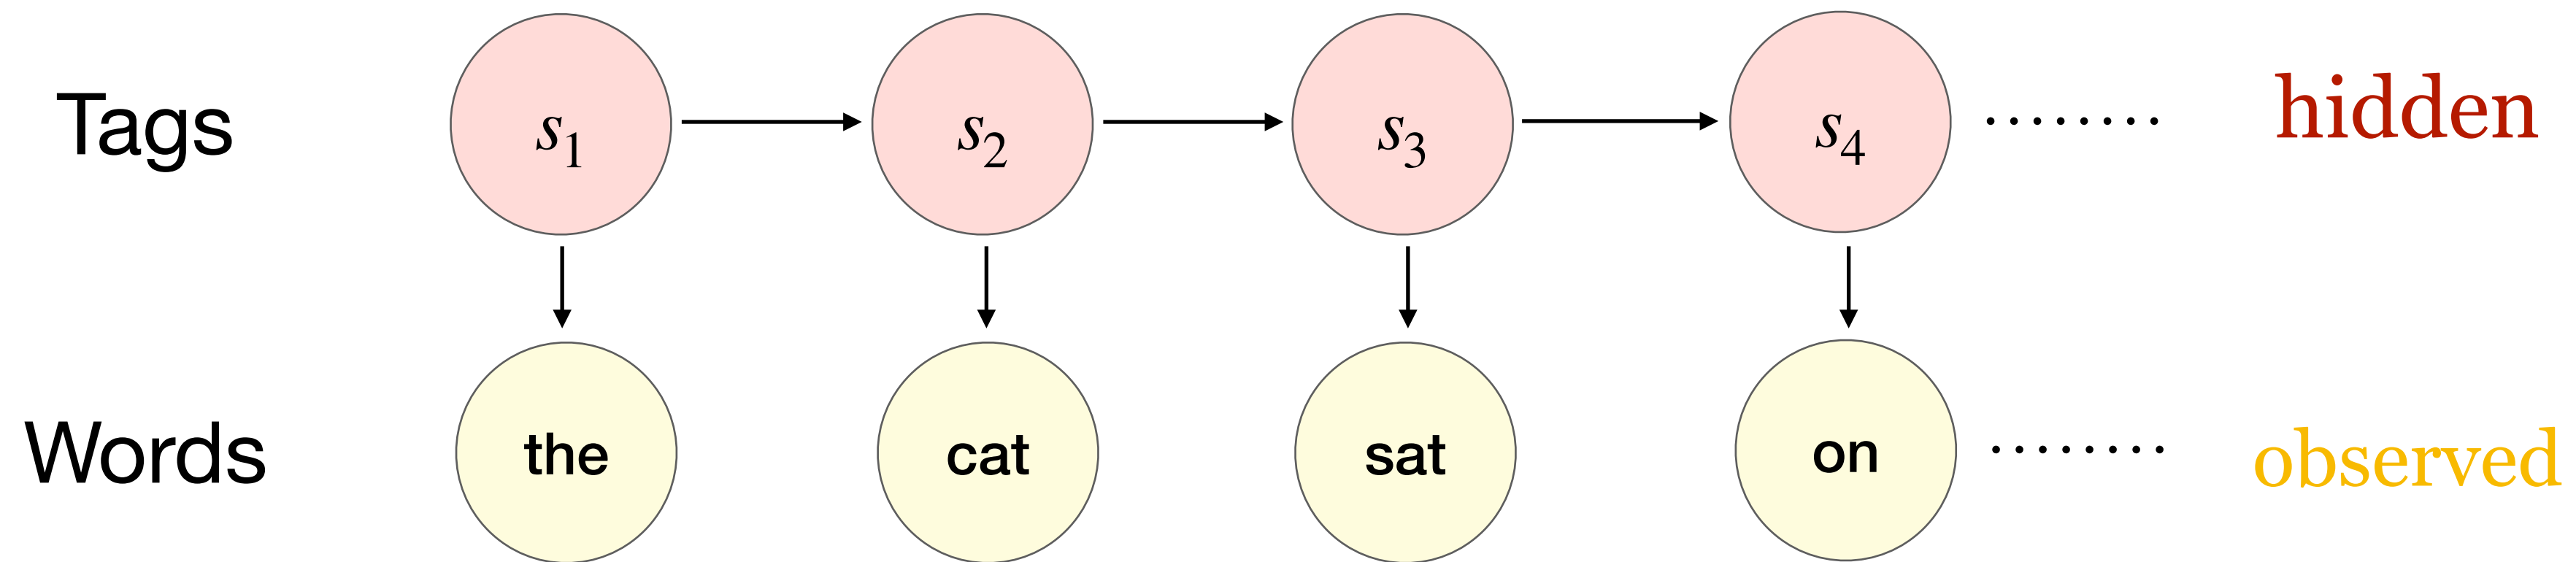 Tags s₁ s₂ s₃ s₄ ........ hidden
Words the cat sat on ........ observed